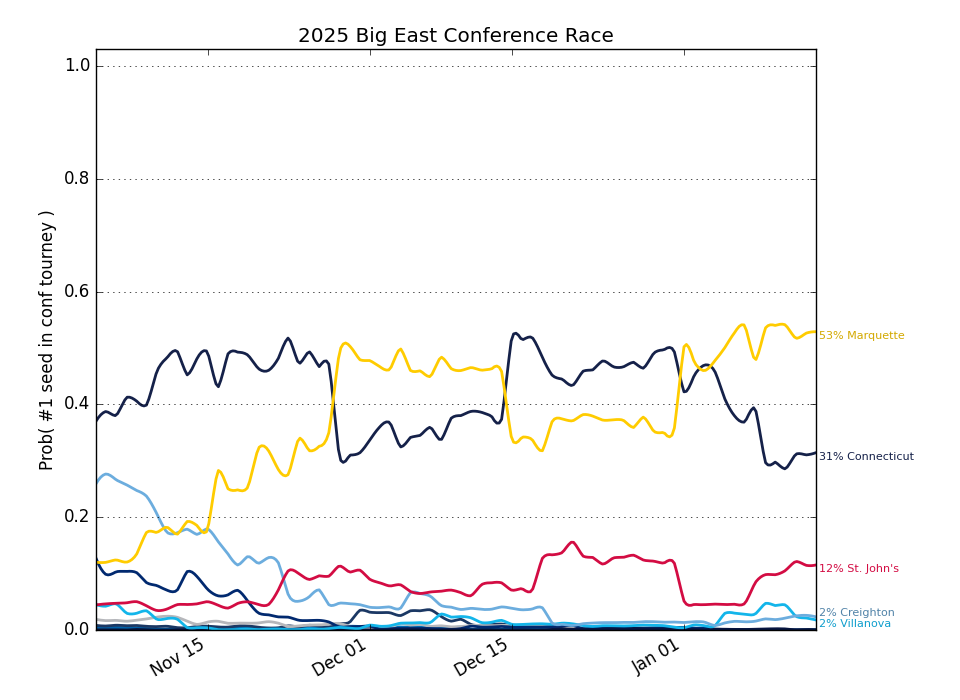 2025 Big East Conference Race
Prob( #1 seed in conf tourney )
1.0
0.8
0.6
0.4
0.2
0.0
53% Marquette
31% Connecticut
12% St. John's
2% Creighton
2% Villanova
Nov 15
Dec 01
Dec 15
Jan 01